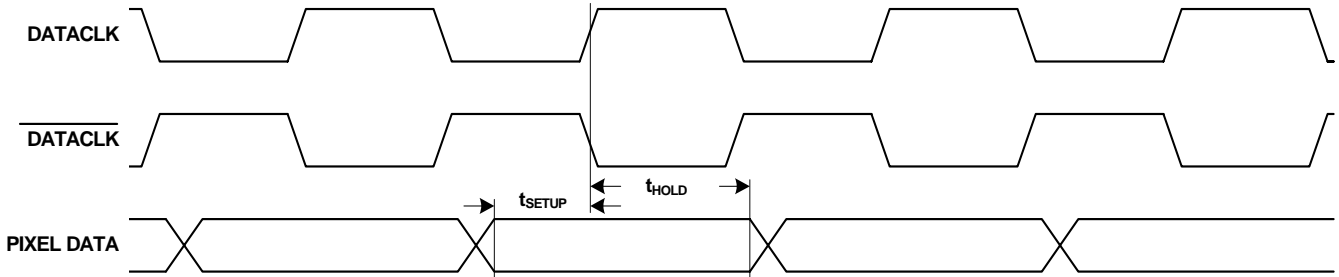 DATACLK
DATACLK
tHOLD
tSETUP
PIXEL DATA